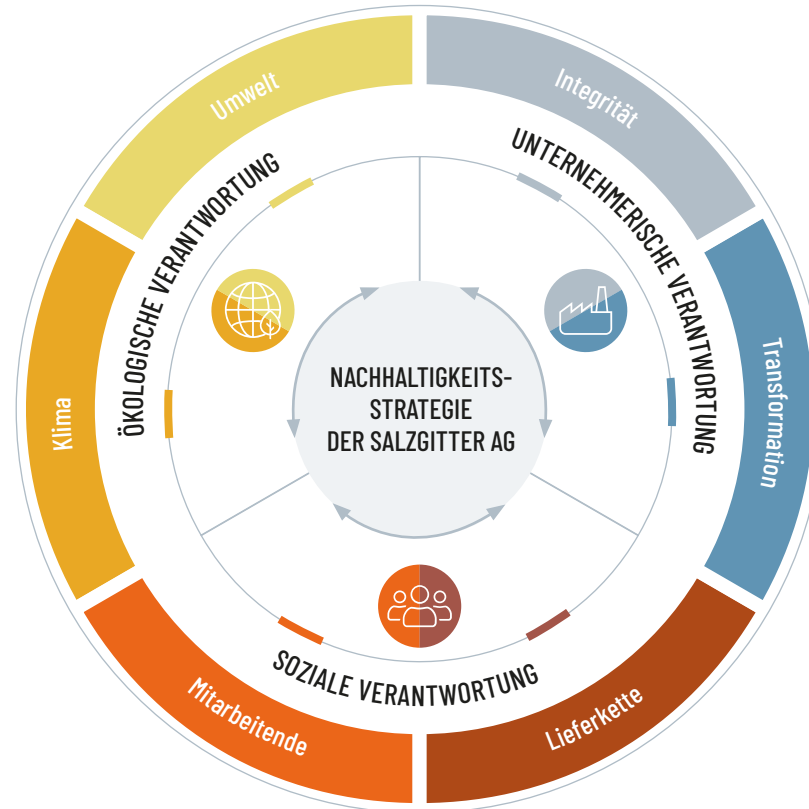 Umwelt
Integrität
ÖKOLOGISCHE VERANTWORTUNG
UNTERNEHMERISCHE VERANTWORTUNG
Klima
Transformation
NACHHALTIGKEITS-
STRATEGIE
DER SALZGITTER AG
SOZIALE VERANTWORTUNG
Mitarbeitende
Lieferkette